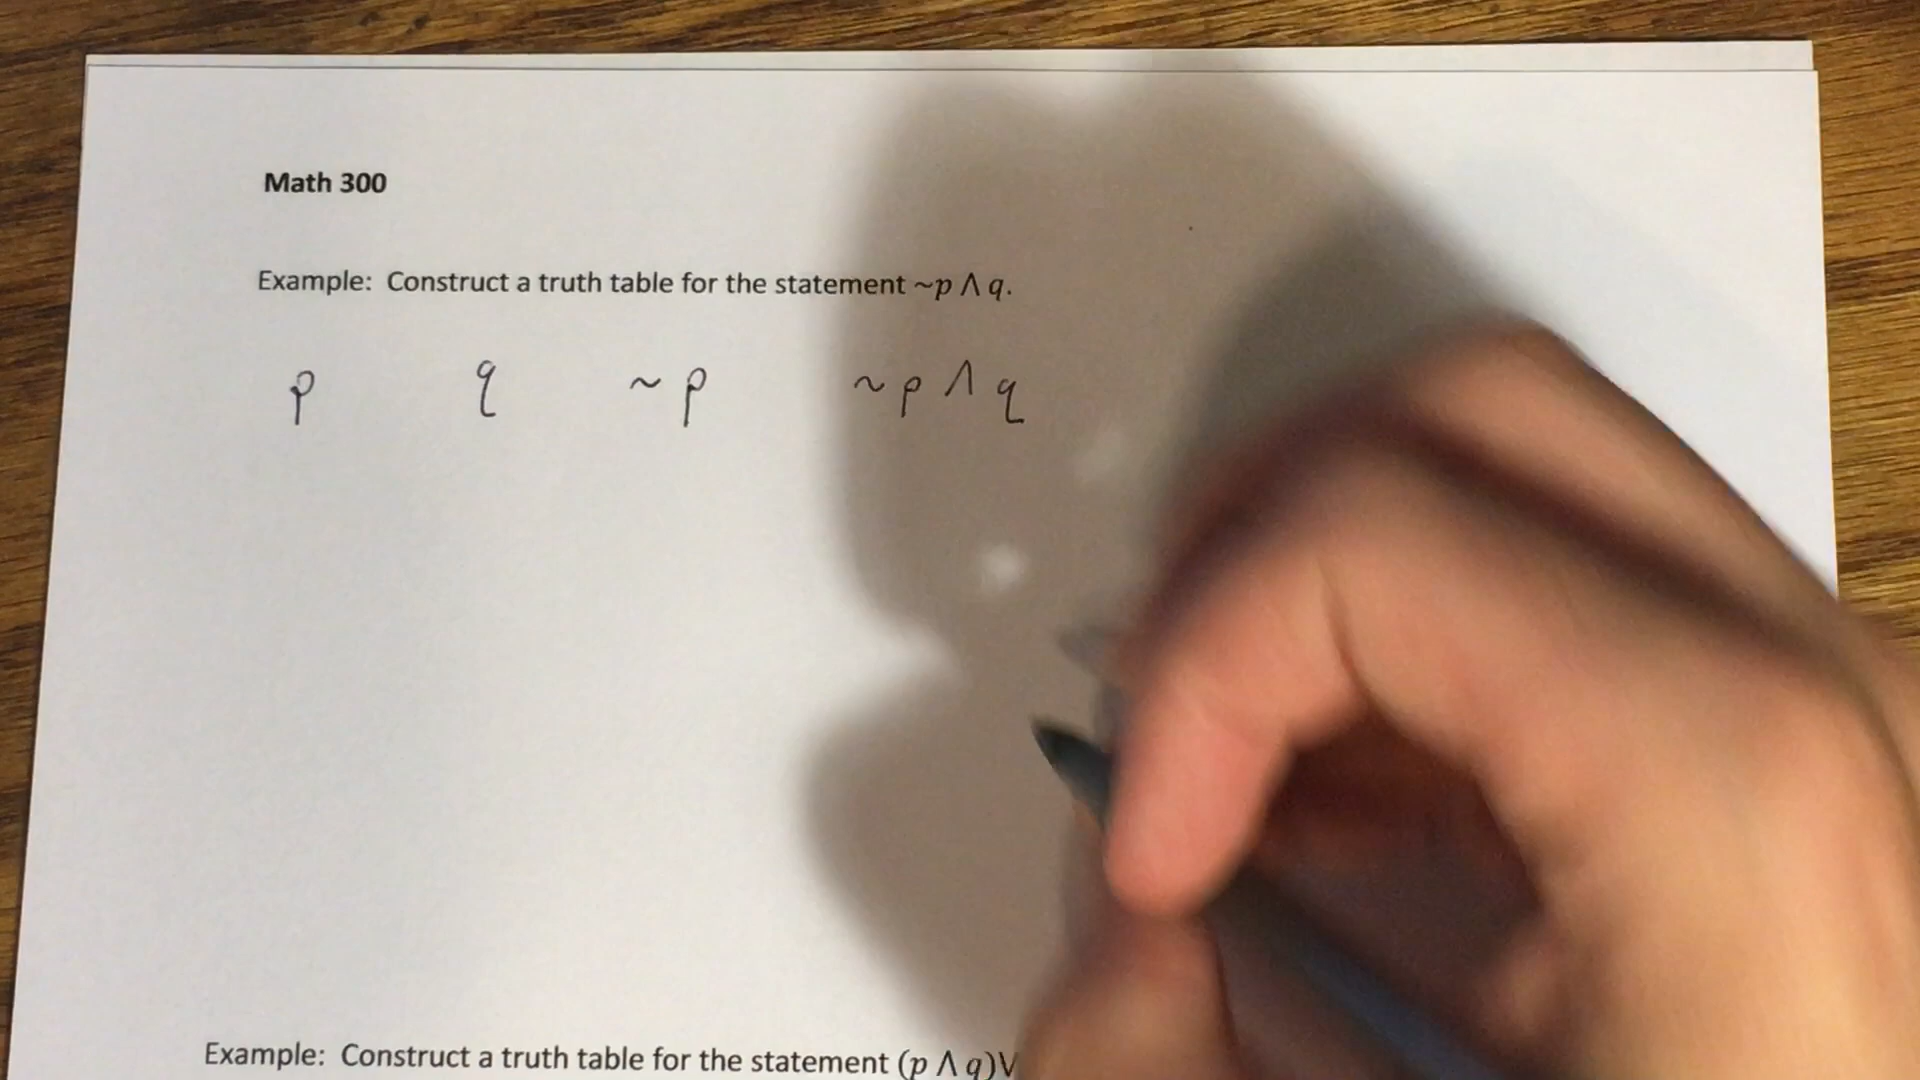 Math 300
Example: Construct a truth table for the statement ~p ∧ q.
p q ~p ~p ∧ q
Example: Construct a truth table for the statement (p ∧ q)∨